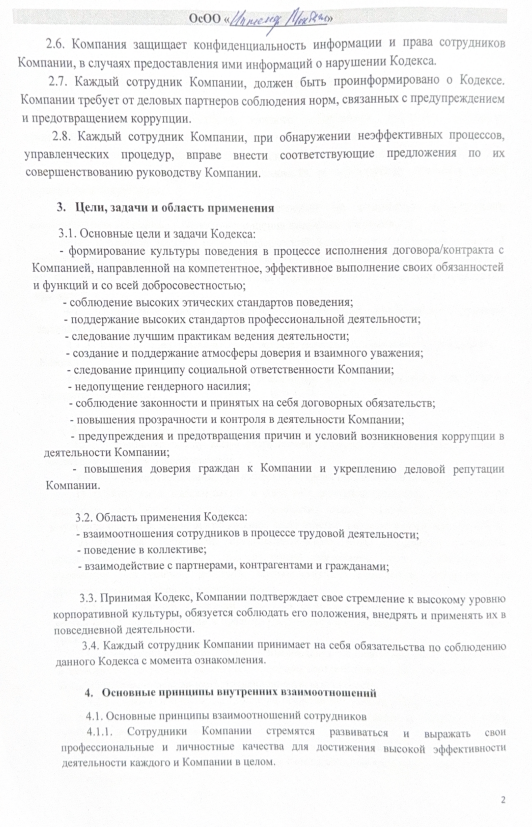 ОсОО « »
2.6. Компания защищает конфиденциальность информации и права сотрудников
Компании, в случаях предоставления ими информаций о нарушении Кодекса.
2.7. Каждый сотрудник Компании, должен быть проинформировано о Кодексе.
Компании требует от деловых партнеров соблюдения норм, связанных с предупреждением
и предотвращением коррупции.
2.8. Каждый сотрудник Компании, при обнаружении неэффективных процессов,
управленческих процедур, вправе внести соответствующие предложения по их
совершенствованию руководству Компании.
3. Цели, задачи и область применения
3.1. Основные цели и задачи Кодекса:
- формирование культуры поведения в процессе исполнения договора/контракта с
Компанией, направленной на компетентное, эффективное выполнение своих обязанностей
и функций и со всей добросовестностью;
- соблюдение высоких этических стандартов поведения;
- поддержание высоких стандартов профессиональной деятельности;
- следование лучшим практикам ведения деятельности;
- создание и поддержание атмосферы доверия и взаимного уважения;
- следование принципу социальной ответственности Компании;
- недопущение гендерного насилия;
- соблюдение законности и принятых на себя договорных обязательств;
- повышения прозрачности и контроля в деятельности Компании;
- предупреждения и предотвращения причин и условий возникновения коррупции в
деятельности Компании;
- повышения доверия граждан к Компании и укреплению деловой репутации
Компании.
3.2. Область применения Кодекса:
- взаимоотношения сотрудников в процессе трудовой деятельности;
- поведение в коллективе;
- взаимодействие с партнерами, контрагентами и гражданами;
3.3. Принимая Кодекс, Компании подтверждает свое стремление к высокому уровню
корпоративной культуры, обязуется соблюдать его положения, внедрять и применять их в
повседневной деятельности.
3.4. Каждый сотрудник Компании принимает на себя обязательства по соблюдению
данного Кодекса с момента ознакомления.
4. Основные принципы внутренних взаимоотношений
4.1. Основные принципы взаимоотношений сотрудников
4.1.1. Сотрудники Компании стремятся развиваться и выражать свои
профессиональные и личностные качества для достижения высокой эффективности
деятельности каждого и Компании в целом.
2